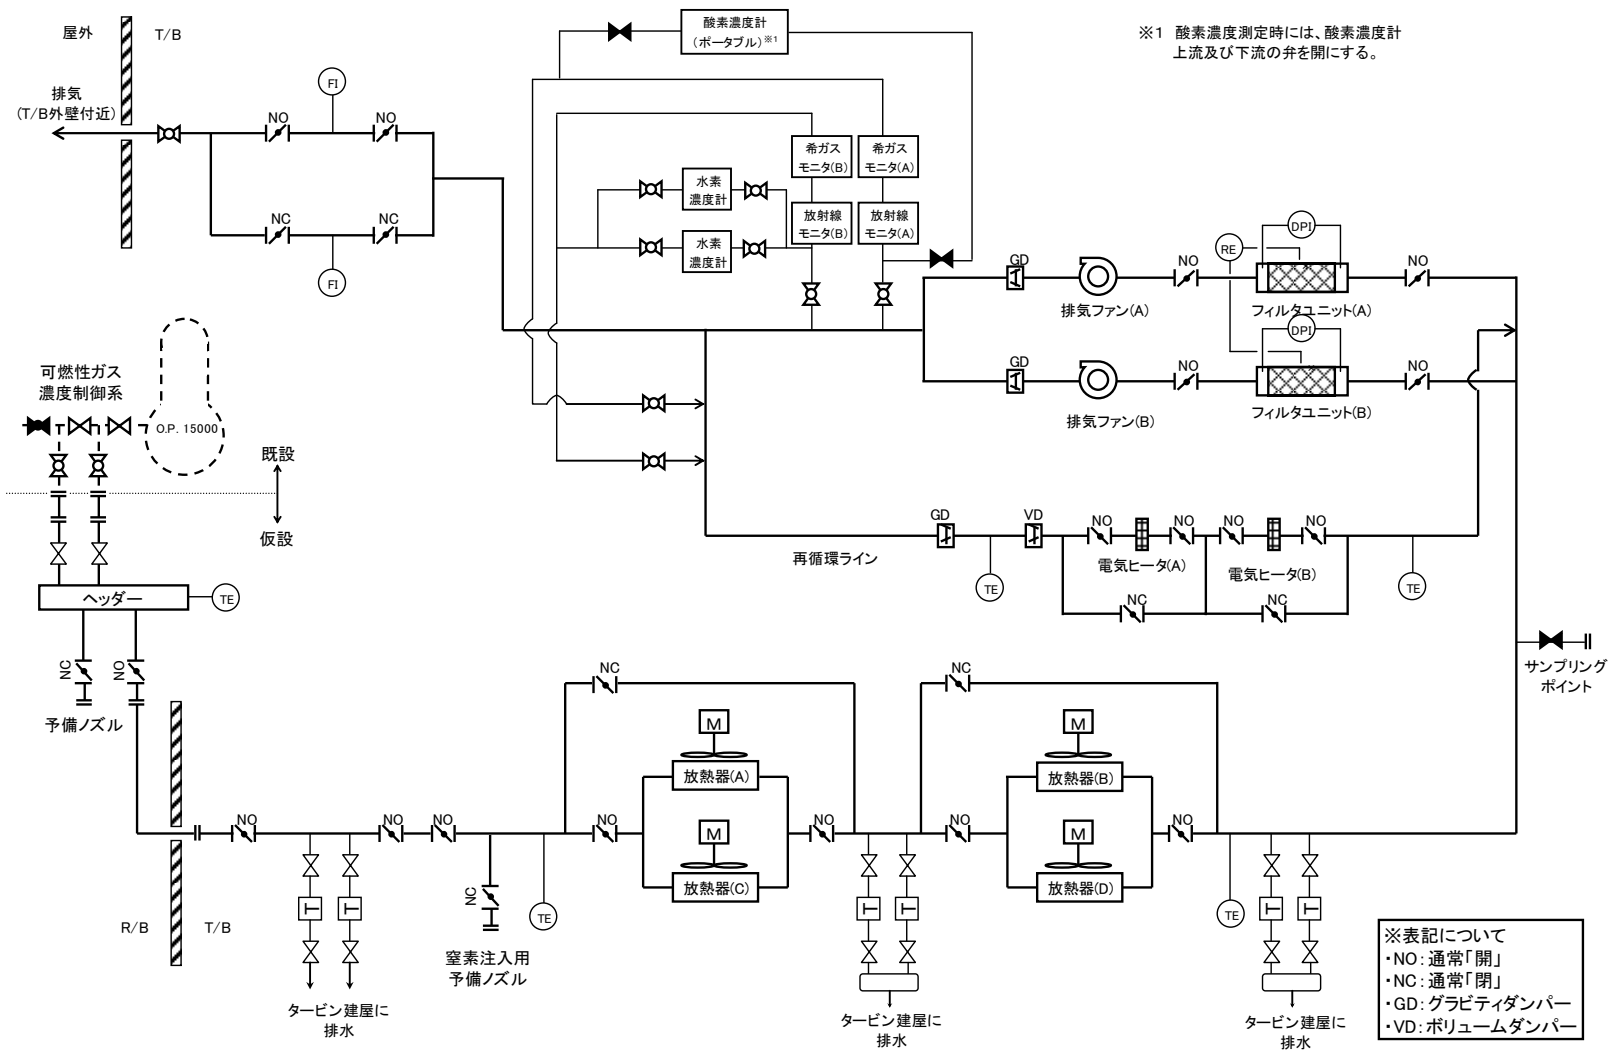 屋外
T/B
排気
(T/B外壁付近)
NO
FI
NO
NC
NC
FI
酸素濃度計
(ポータブル)※1
※1 酸素濃度測定時には、酸素濃度計
上流及び下流の弁を開にする。
希ガス
モニタ(B)
希ガス
モニタ(A)
水素
濃度計
放射線
モニタ(B)
放射線
モニタ(A)
水素
濃度計
GD
排気ファン(A)
NO
RE
DPI
フィルタユニット(A)
NO
GD
排気ファン(B)
NO
DPI
フィルタユニット(B)
NO
可燃性ガス
濃度制御系
O.P. 15000
既設
仮設
ヘッダー
TE
NC
NO
予備ノズル
GD
VD
再循環ライン
TE
NO
NO
NO
NO
電気ヒータ(A)
電気ヒータ(B)
NC
NC
TE
サンプリング
ポイント
R/B
T/B
NO
NO
NO
タービン建屋に
排水
NC
窒素注入用
予備ノズル
TE
NC
NO
M
放熱器(A)
M
放熱器(C)
NO
タービン建屋に
排水
NC
NO
M
放熱器(B)
M
放熱器(D)
NO
TE
タービン建屋に
排水
※表記について
・NO:通常「開」
・NC:通常「閉」
・GD:グラビティダンパー
・VD:ボリュームダンパー
T
T
T
T
T
T